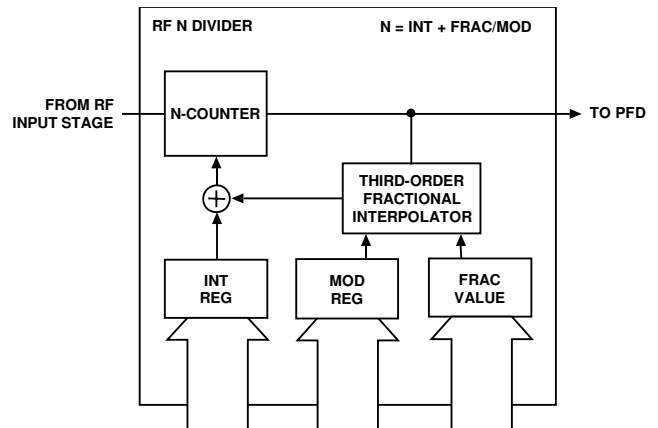 RF N DIVIDER
N = INT + FRAC/MOD
FROM RF
INPUT STAGE
N-COUNTER
TO PFD
THIRD-ORDER
FRACTIONAL
INTERPOLATOR
INT
REG
MOD
REG
FRAC
VALUE